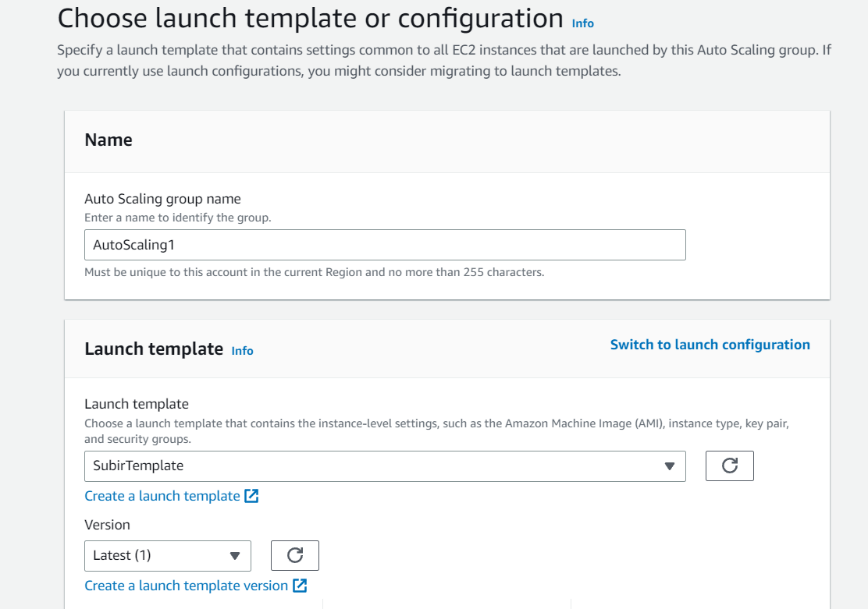 Choose launch template or configuration Info
Specify a launch template that contains settings common to all EC2 instances that are launched by this Auto Scaling group. If
you currently use launch configurations, you might consider migrating to launch templates.
Name
Auto Scaling group name
Enter a name to identify the group.
AutoScaling1
Must be unique to this account in the current Region and no more than 255 characters.
Launch template Info
Switch to launch configuration
Launch template
Choose a launch template that contains the instance-level settings, such as the Amazon Machine Image (AMI), instance type, key pair,
and security groups.
SubirTemplate
Create a launch template
Version
Latest (1)
Create a launch template version